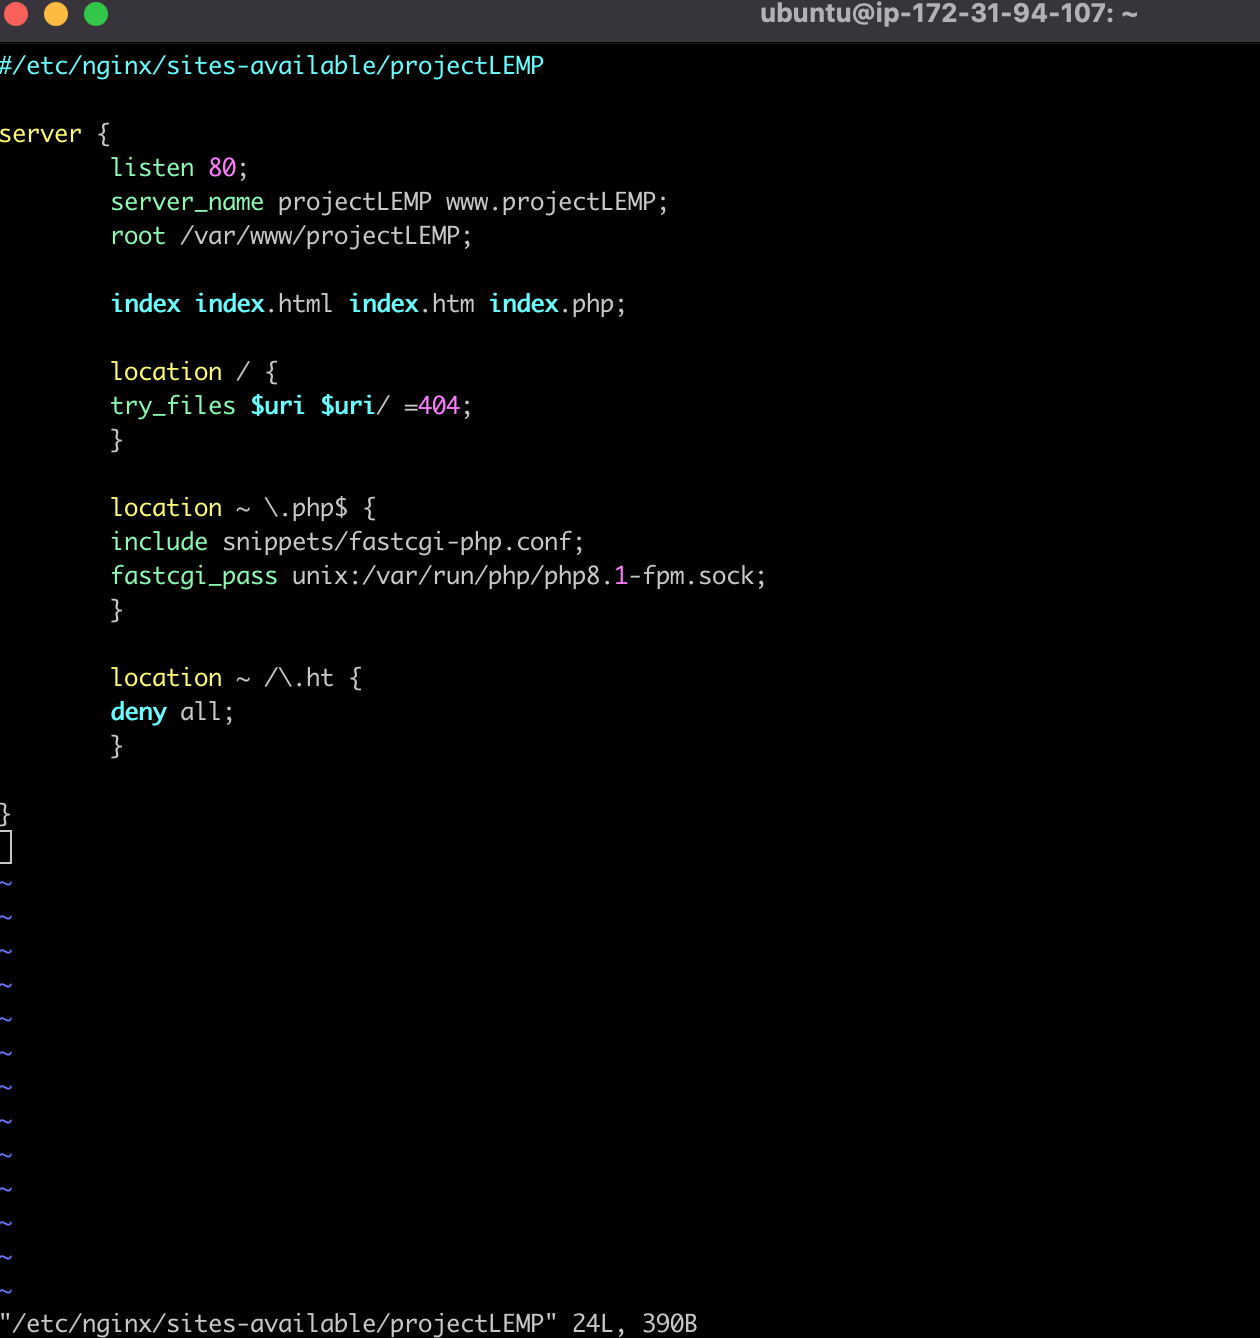 ubuntu@ip-172-31-94-107: ~
#/etc/nginx/sites-available/projectLEMP
server {
listen 80;
server_name projectLEMP www.projectLEMP;
root /var/www/projectLEMP;
index index.html index.htm index.php;
location / {
try_files $uri $uri/ =404;
}
location ~ \.php$ {
include snippets/fastcgi-php.conf;
fastcgi_pass unix:/var/run/php/php8.1-fpm.sock;
}
location ~ /\.ht {
deny all;
}
}
~
~
~
~
~
~
~
~
~
~
~
~
~
"/etc/nginx/sites-available/projectLEMP" 24L, 390B